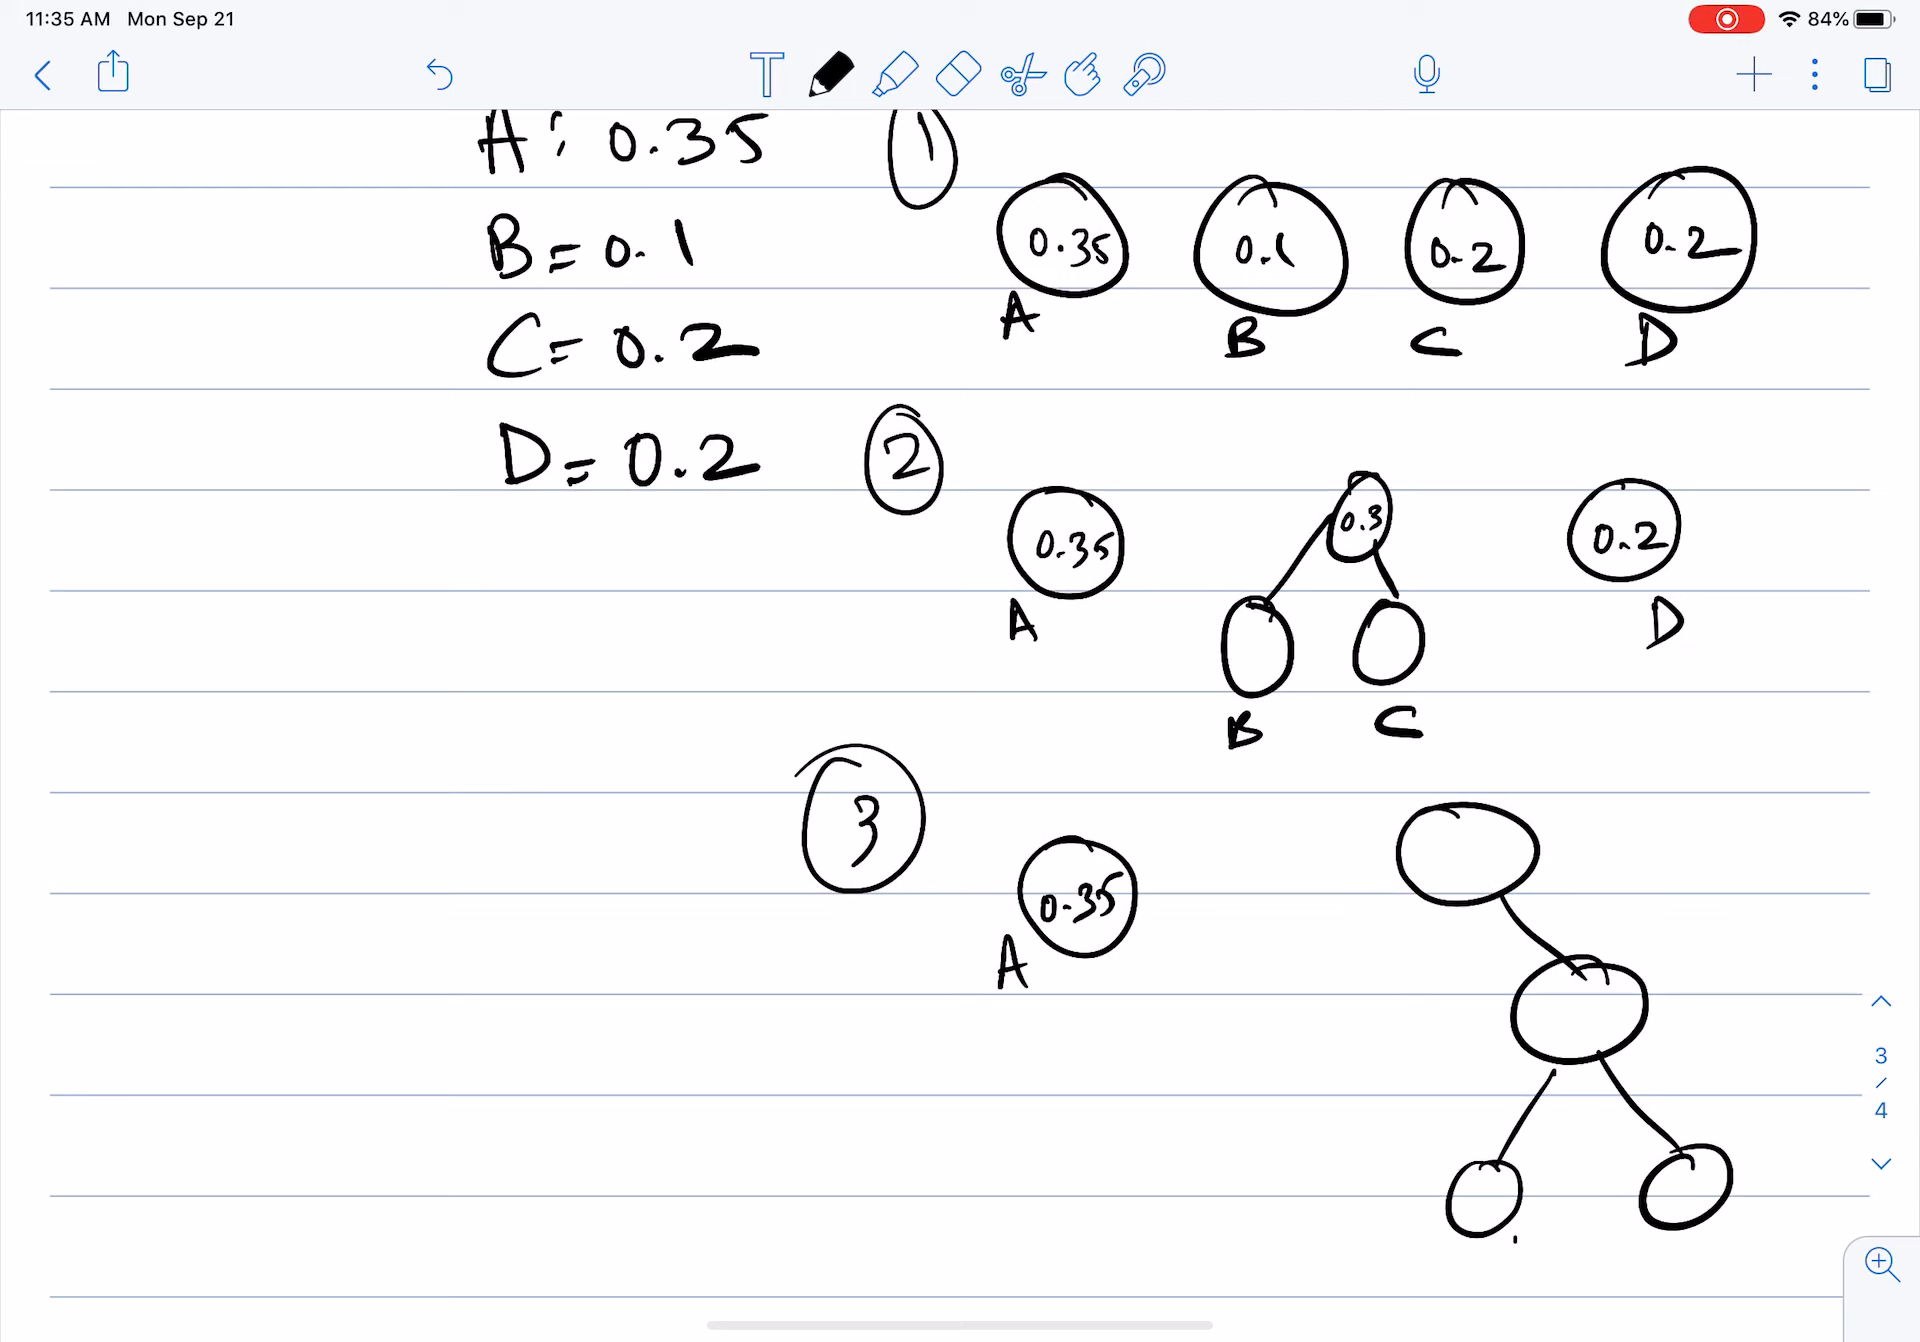 11:35 AM Mon Sep 21
84%
T
A: 0.35
1
B = 0.1
0.35 0.1 0.2 0.2
A B C D
C = 0.2
D = 0.2
2
0.35 0.3 0.2
A D
B C
3
0.35
A
3
/
4